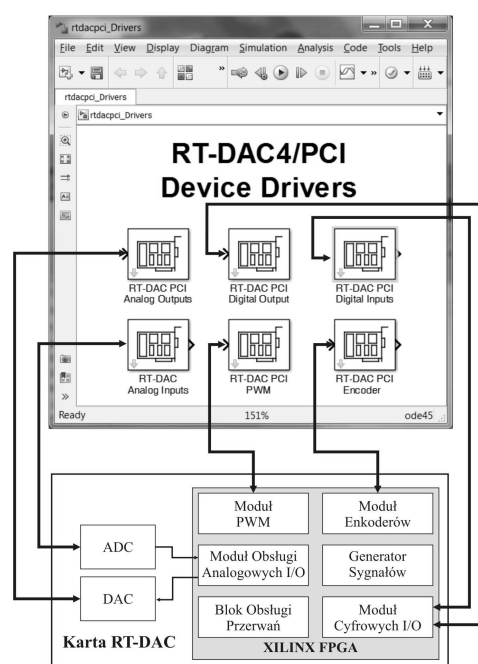 rtdacpci_Drivers
File Edit View Display Diagram Simulation Analysis Code Tools Help
rtdacpci_Drivers
rtdacpci_Drivers
RT-DAC4/PCI
Device Drivers
RT-DAC PCI
Analog Outputs
RT-DAC PCI
Digital Output
RT-DAC PCI
Digital Inputs
RT-DAC
Analog Inputs
RT-DAC PCI
PWM
RT-DAC PCI
Encoder
Ready 151% ode45
Moduł
PWM
Moduł
Enkoderów
ADC
Moduł Obsługi
Analogowych I/O
Generator
Sygnałów
DAC
Blok Obsługi
Przerwań
Moduł
Cyfrowych I/O
Karta RT-DAC
XILINX FPGA